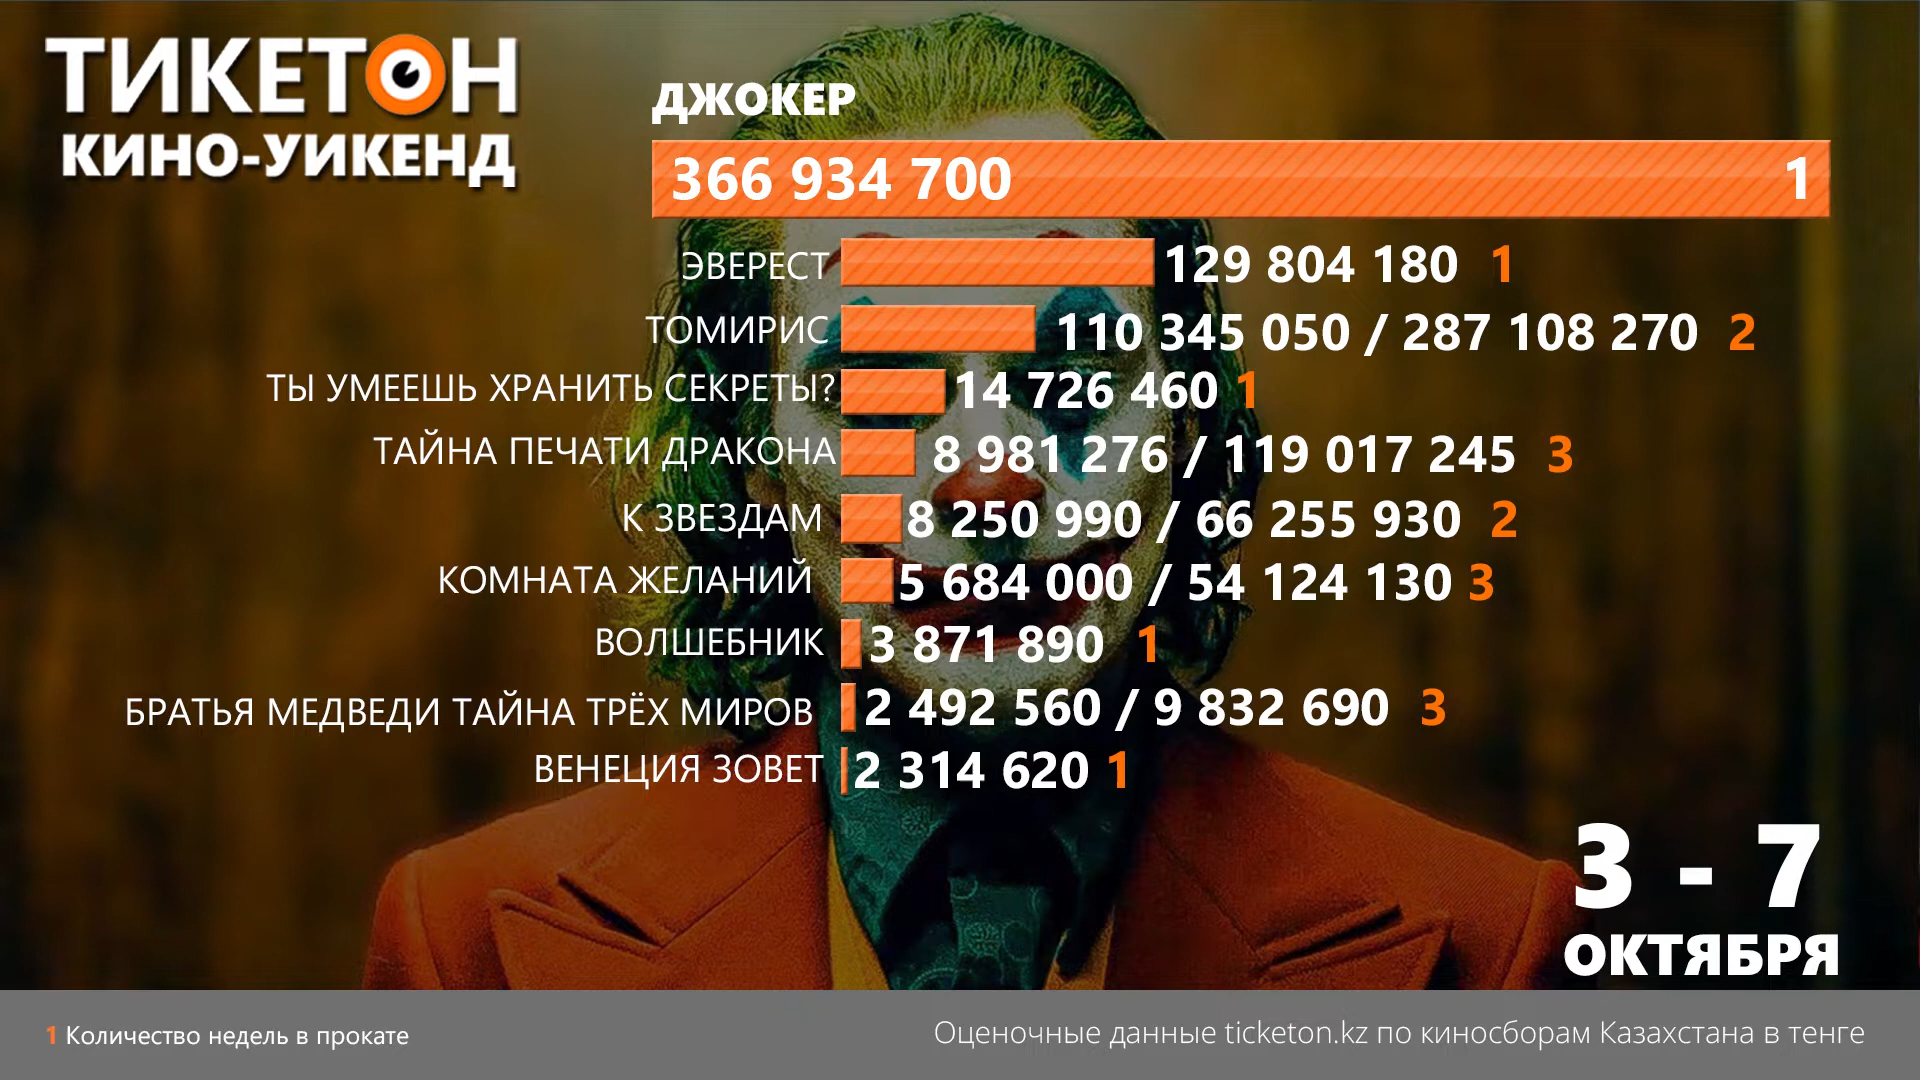 ТИКЕТОН
КИНО-УИКЕНД
ДЖОКЕР
366 934 700 1
ЭВЕРЕСТ 129 804 180 1
ТОМИРИС 110 345 050 / 287 108 270 2
ТЫ УМЕЕШЬ ХРАНИТЬ СЕКРЕТЫ? 14 726 460 1
ТАЙНА ПЕЧАТИ ДРАКОНА 8 981 276 / 119 017 245 3
К ЗВЕЗДАМ 8 250 990 / 66 255 930 2
КОМНАТА ЖЕЛАНИЙ 5 684 000 / 54 124 130 3
ВОЛШЕБНИК 3 871 890 1
БРАТЬЯ МЕДВЕДИ ТАЙНА ТРЁХ МИРОВ 2 492 560 / 9 832 690 3
ВЕНЕЦИЯ ЗОВЕТ 2 314 620 1
3 - 7
ОКТЯБРЯ
1 Количество недель в прокате
Оценочные данные ticketon.kz по киносборам Казахстана в тенге